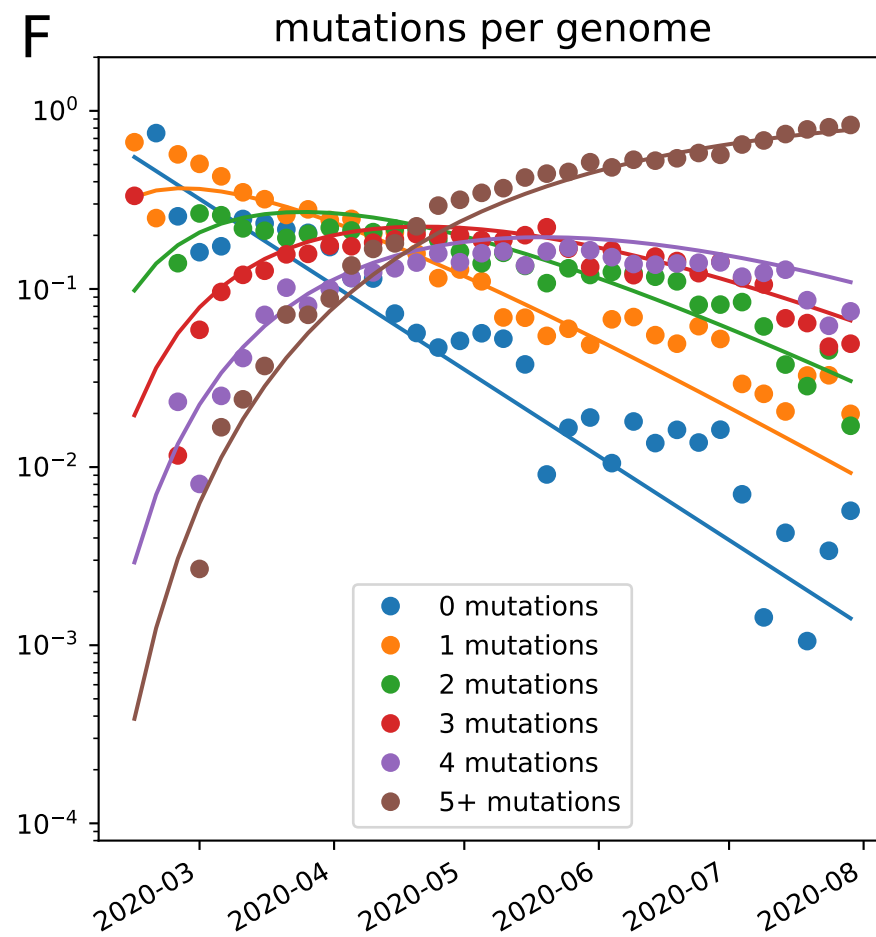 F
mutations per genome
10^0
10^-1
10^-2
10^-3
10^-4
0 mutations
1 mutations
2 mutations
3 mutations
4 mutations
5+ mutations
2020-03
2020-04
2020-05
2020-06
2020-07
2020-08